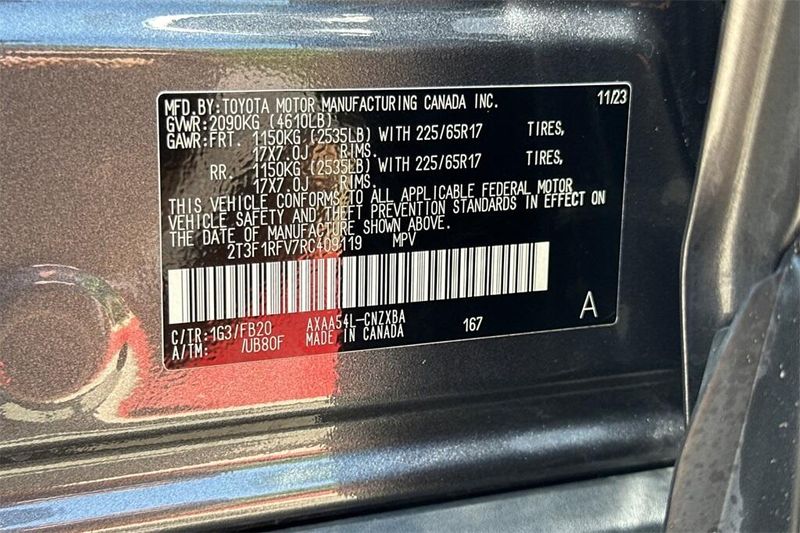 MFD.BY:TOYOTA MOTOR MANUFACTURING CANADA INC. 11/23
GVWR:2090KG (4610LB)
GAWR:FRT. 1150KG (2535LB) WITH 225/65R17 TIRES,
17X7.0J RIMS.
RR. 1150KG (2535LB) WITH 225/65R17 TIRES,
17X7.0J RIMS.
THIS VEHICLE CONFORMS TO ALL APPLICABLE FEDERAL MOTOR
VEHICLE SAFETY AND THEFT PREVENTION STANDARDS IN EFFECT ON
THE DATE OF MANUFACTURE SHOWN ABOVE.
2T3F1RFV7RC409119 MPV
C/TR:1G3/FB20 AXAA54L-CNZXBA 167 A
A/TM: /UB80F MADE IN CANADA